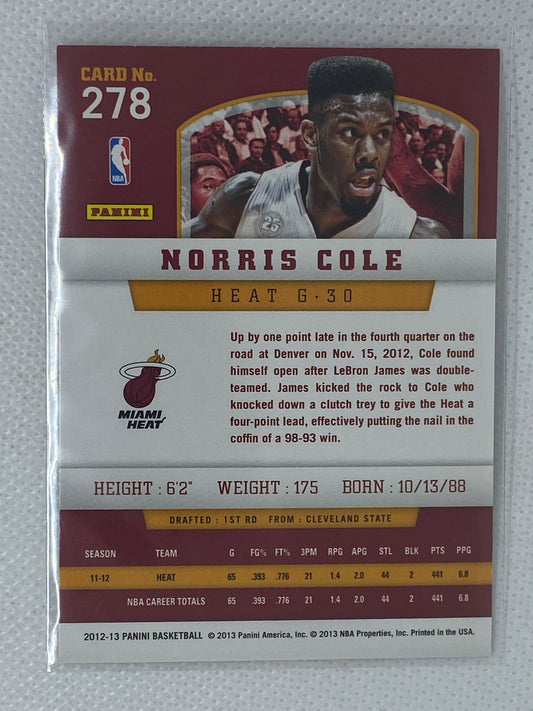 CARD No.
278
NBA
PANINI
25
NORRIS COLE
HEAT G · 30
Up by one point late in the fourth quarter on the
road at Denver on Nov. 15, 2012, Cole found
himself open after LeBron James was double-
teamed. James kicked the rock to Cole who
knocked down a clutch trey to give the Heat a
four-point lead, effectively putting the nail in the
coffin of a 98-93 win.
MIAMI
HEAT
HEIGHT : 6'2" WEIGHT : 175 BORN : 10/13/88
DRAFTED : 1ST RD FROM : CLEVELAND STATE
SEASON TEAM G FG% FT% 3PM RPG APG STL BLK PTS PPG
11-12 HEAT 65 .393 .776 21 1.4 2.0 44 2 441 6.8
NBA CAREER TOTALS 65 .393 .776 21 1.4 2.0 44 2 441 6.8
2012-13 PANINI BASKETBALL © 2013 Panini America, Inc. © 2013 NBA Properties, Inc. Printed in the USA.